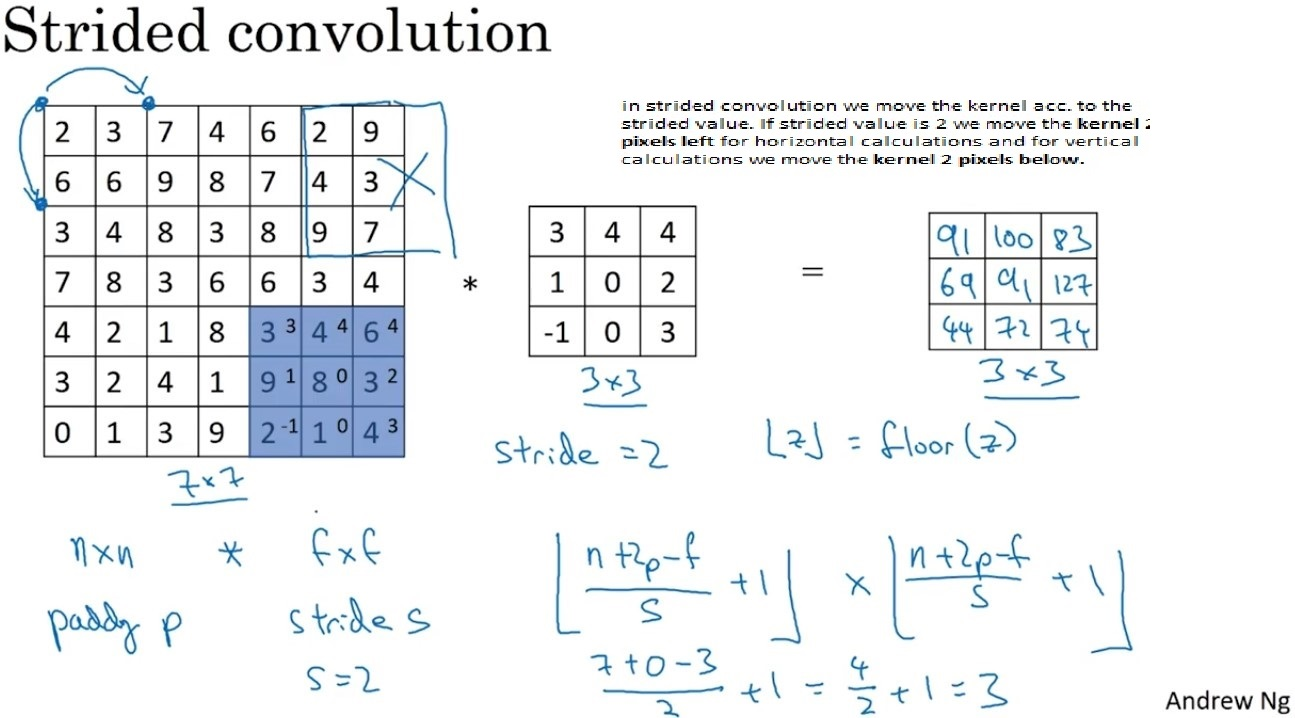 Strided convolution
in strided convolution we move the kernel acc. to the
strided value. If strided value is 2 we move the kernel 2
pixels left for horizontal calculations and for vertical
calculations we move the kernel 2 pixels below.
2 3 7 4 6 2 9
6 6 9 8 7 4 3
3 4 8 3 8 9 7
7 8 3 6 6 3 4
4 2 1 8 3 3 4 4 6 4
3 2 4 1 9 1 8 0 3 2
0 1 3 9 2 -1 1 0 4 3
7×7
*
3 4 4
1 0 2
-1 0 3
3×3
stride = 2
=
91 100 83
69 91 127
44 72 74
3×3
⌊z⌋ = floor(z)
n×n * f×f
padding p stride s
s=2
⌊(n+2p-f)/s + 1⌋ × ⌊(n+2p-f)/s + 1⌋
(7+0-3)/2 + 1 = 4/2 + 1 = 3
Andrew Ng